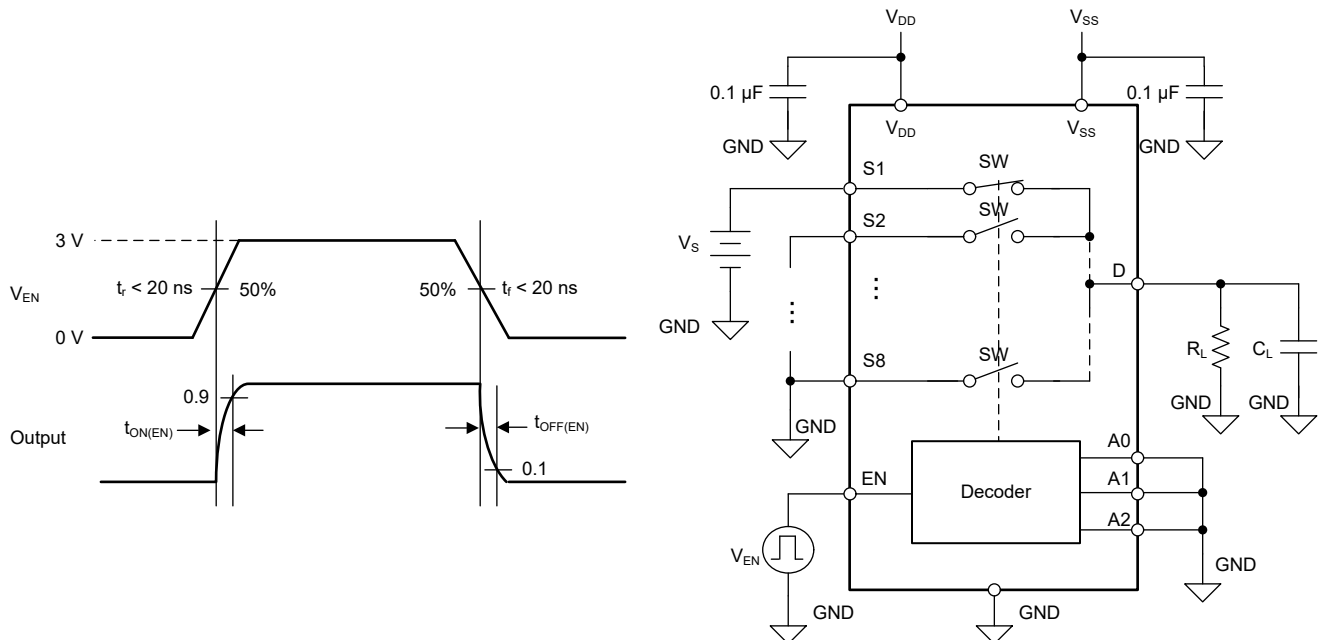 3 V
V_EN
t_r < 20 ns
50%
50%
t_f < 20 ns
0 V
0.9
Output
t_ON(EN)
t_OFF(EN)
0.1
V_DD
V_SS
0.1 µF
0.1 µF
V_DD
V_SS
GND
GND
S1
SW
S2
SW
V_S
...
...
D
GND
S8
SW
R_L
C_L
GND
GND
GND
A0
EN
Decoder
A1
A2
V_EN
GND
GND
GND
GND